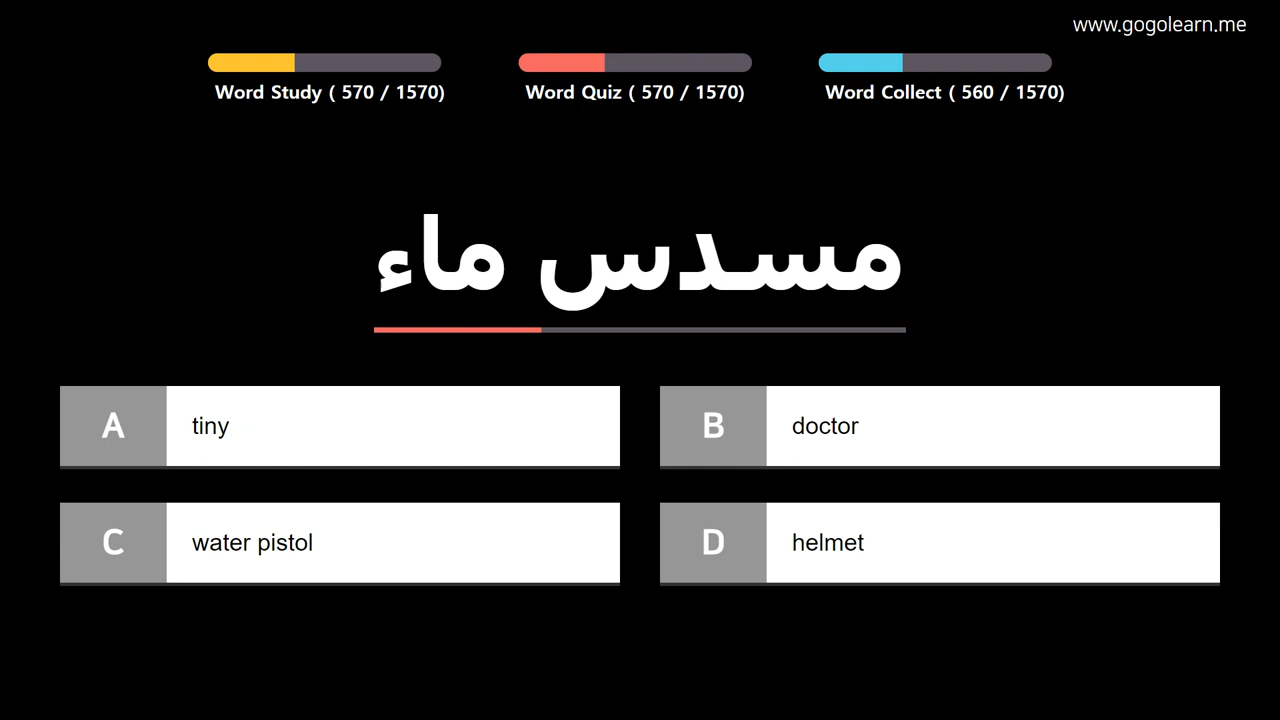 www.gogolearn.me
Word Study ( 570 / 1570)
Word Quiz ( 570 / 1570)
Word Collect ( 560 / 1570)
مسدس ماء
A tiny
B doctor
C water pistol
D helmet